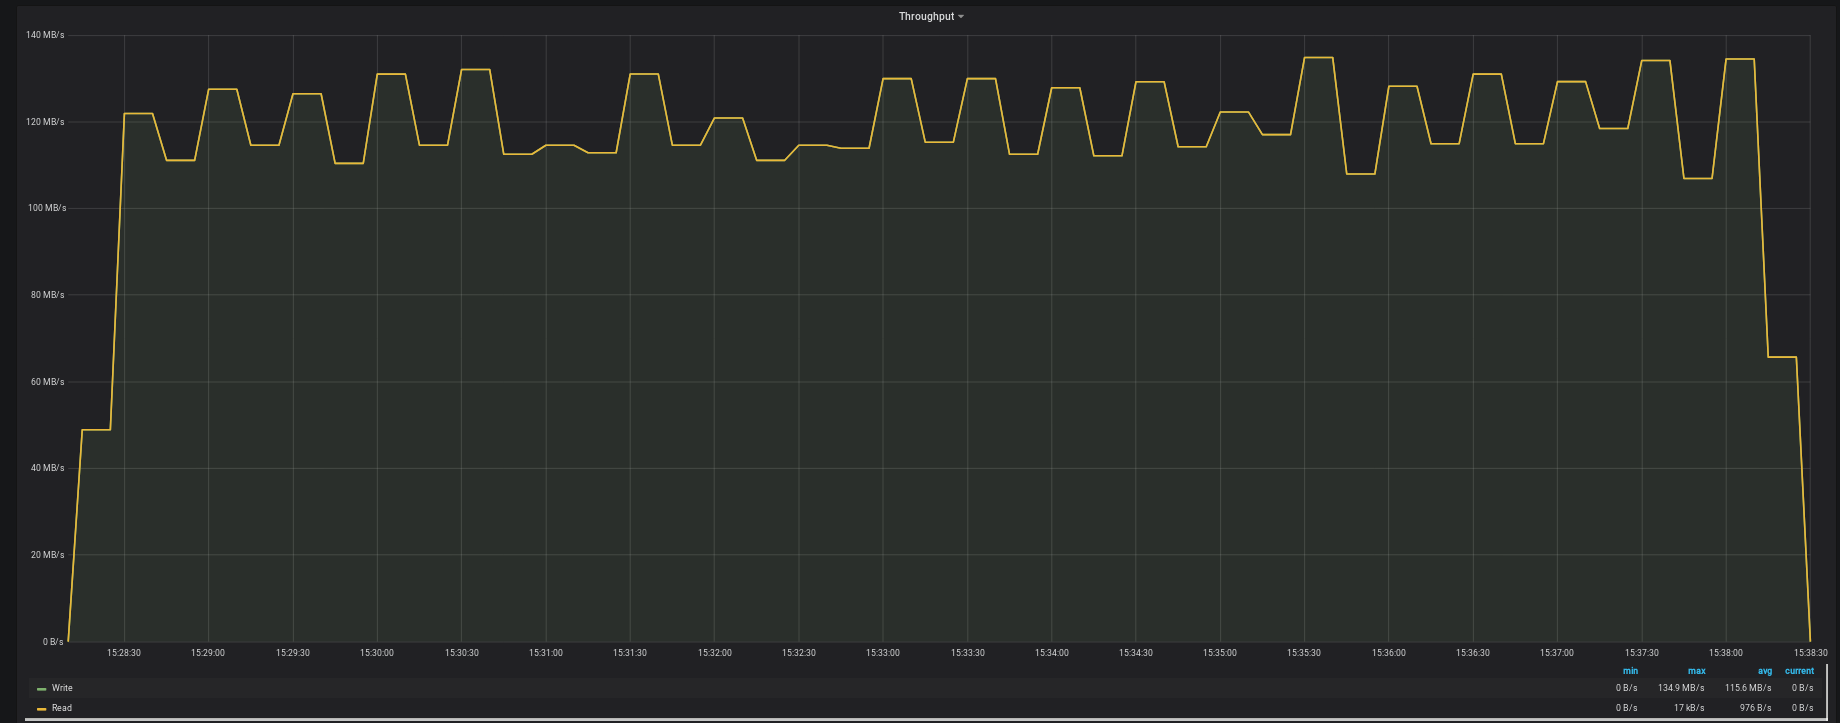 Throughput
140 MB/s
120 MB/s
100 MB/s
80 MB/s
60 MB/s
40 MB/s
20 MB/s
0 B/s
15:28:30 15:29:00 15:29:30 15:30:00 15:30:30 15:31:00 15:31:30 15:32:00 15:32:30 15:33:00 15:33:30 15:34:00 15:34:30 15:35:00 15:35:30 15:36:00 15:36:30 15:37:00 15:37:30 15:38:00 15:38:30
min max avg current
Write 0 B/s 134.9 MB/s 115.6 MB/s 0 B/s
Read 0 B/s 17 kB/s 976 B/s 0 B/s